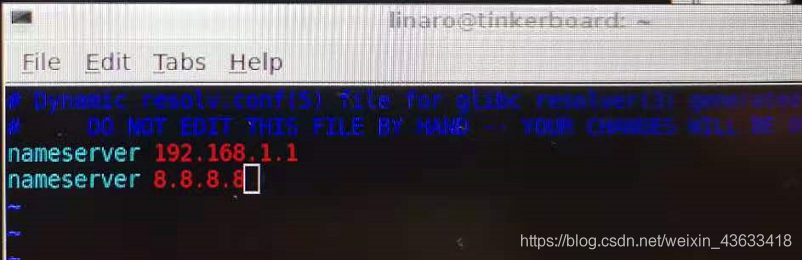 linaro@tinkerboard: ~
File Edit Tabs Help
# Dynamic resolv.conf(5) file for glibc resolver(3) generated
# DO NOT EDIT THIS FILE BY HAND -- YOUR CHANGES WILL BE
nameserver 192.168.1.1
nameserver 8.8.8.8
~
~
~
https://blog.csdn.net/weixin_43633418